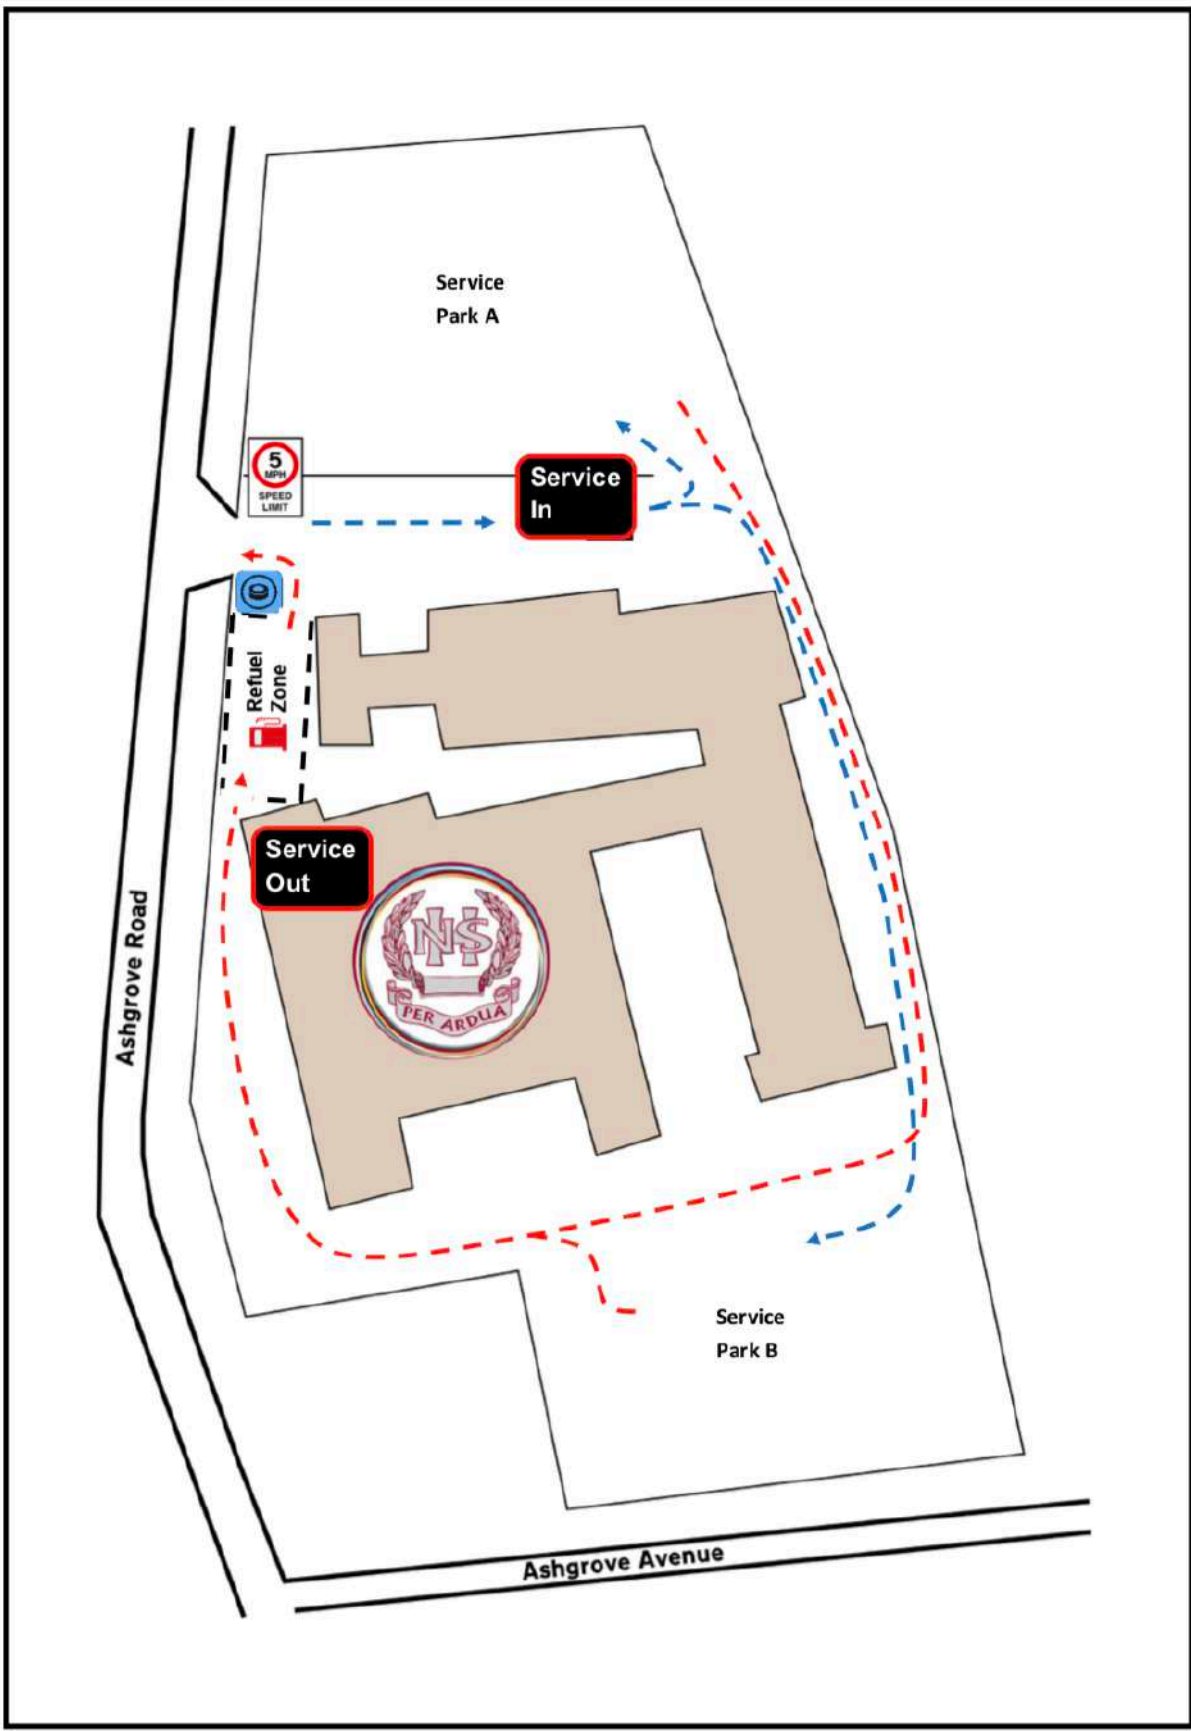 Service
Park A
5
MPH
SPEED
LIMIT
Service
In
Refuel
Zone
Service
Out
NHS
PER ARDUA
Ashgrove Road
Service
Park B
Ashgrove Avenue